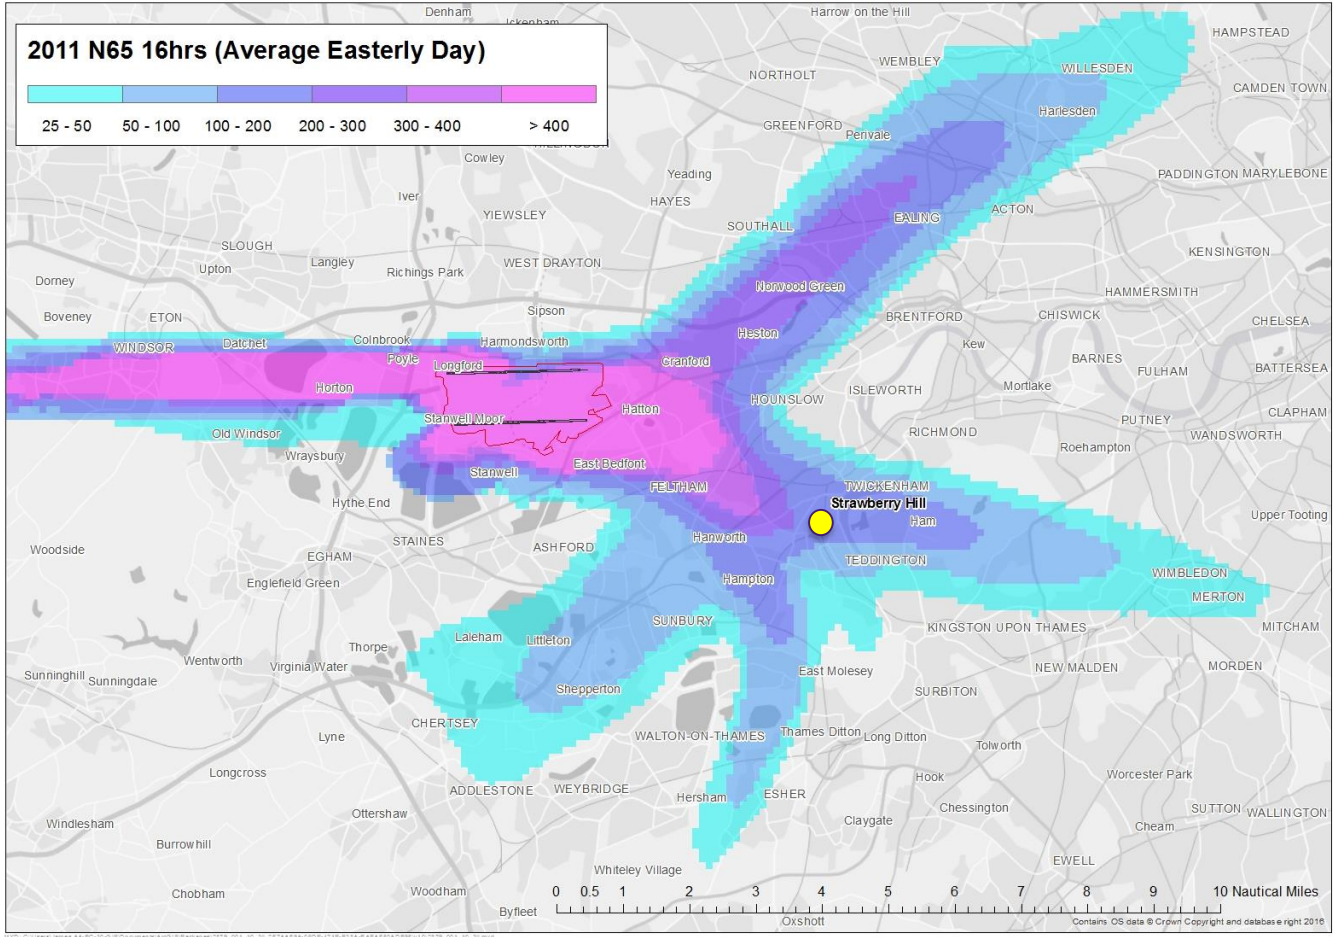 Denham
Ickenham
Harrow on the Hill
HAMPSTEAD
2011 N65 16hrs (Average Easterly Day)
25 - 50 50 - 100 100 - 200 200 - 300 300 - 400 > 400
WEMBLEY
WILLESDEN
NORTHOLT
CAMDEN TOWN
Harlesden
GREENFORD
Perivale
Cowley
Yeading
PADDINGTON MARYLEBONE
Iver
HAYES
YIEWSLEY
ACTON
EALING
SOUTHALL
SLOUGH
KENSINGTON
Langley
WEST DRAYTON
Upton
Richings Park
Dorney
Norwood Green
HAMMERSMITH
Sipson
Boveney
ETON
BRENTFORD
CHISWICK
CHELSEA
Heston
Colnbrook
Harmondsworth
Datchet
WINDSOR
Kew
Poyle
Cranford
BARNES
Longford
FULHAM
BATTERSEA
Horton
Mortlake
ISLEWORTH
HOUNSLOW
Hatton
CLAPHAM
Stanwell Moor
PUTNEY
Old Windsor
RICHMOND
WANDSWORTH
Wraysbury
Roehampton
East Bedfont
Stanwell
FELTHAM
TWICKENHAM
Hythe End
Strawberry Hill
Upper Tooting
Ham
Hanworth
STAINES
ASHFORD
Woodside
EGHAM
TEDDINGTON
WIMBLEDON
Hampton
Englefield Green
MERTON
SUNBURY
KINGSTON UPON THAMES
MITCHAM
Laleham
Littleton
Thorpe
Wentworth
Virginia Water
NEW MALDEN
MORDEN
Sunninghill
Sunningdale
East Molesey
Shepperton
SURBITON
CHERTSEY
Lyne
WALTON-ON-THAMES
Thames Ditton
Long Ditton
Tolworth
Longcross
Hook
Worcester Park
ADDLESTONE
WEYBRIDGE
Hersham
ESHER
Chessington
SUTTON
WALLINGTON
Ottershaw
Claygate
Windlesham
Cheam
Burrowhill
EWELL
Whiteley Village
Chobham
Woodham
0 0.5 1 2 3 4 5 6 7 8 9 10 Nautical Miles
Byfleet
Oxshott
Contains OS data © Crown Copyright and database right 2016